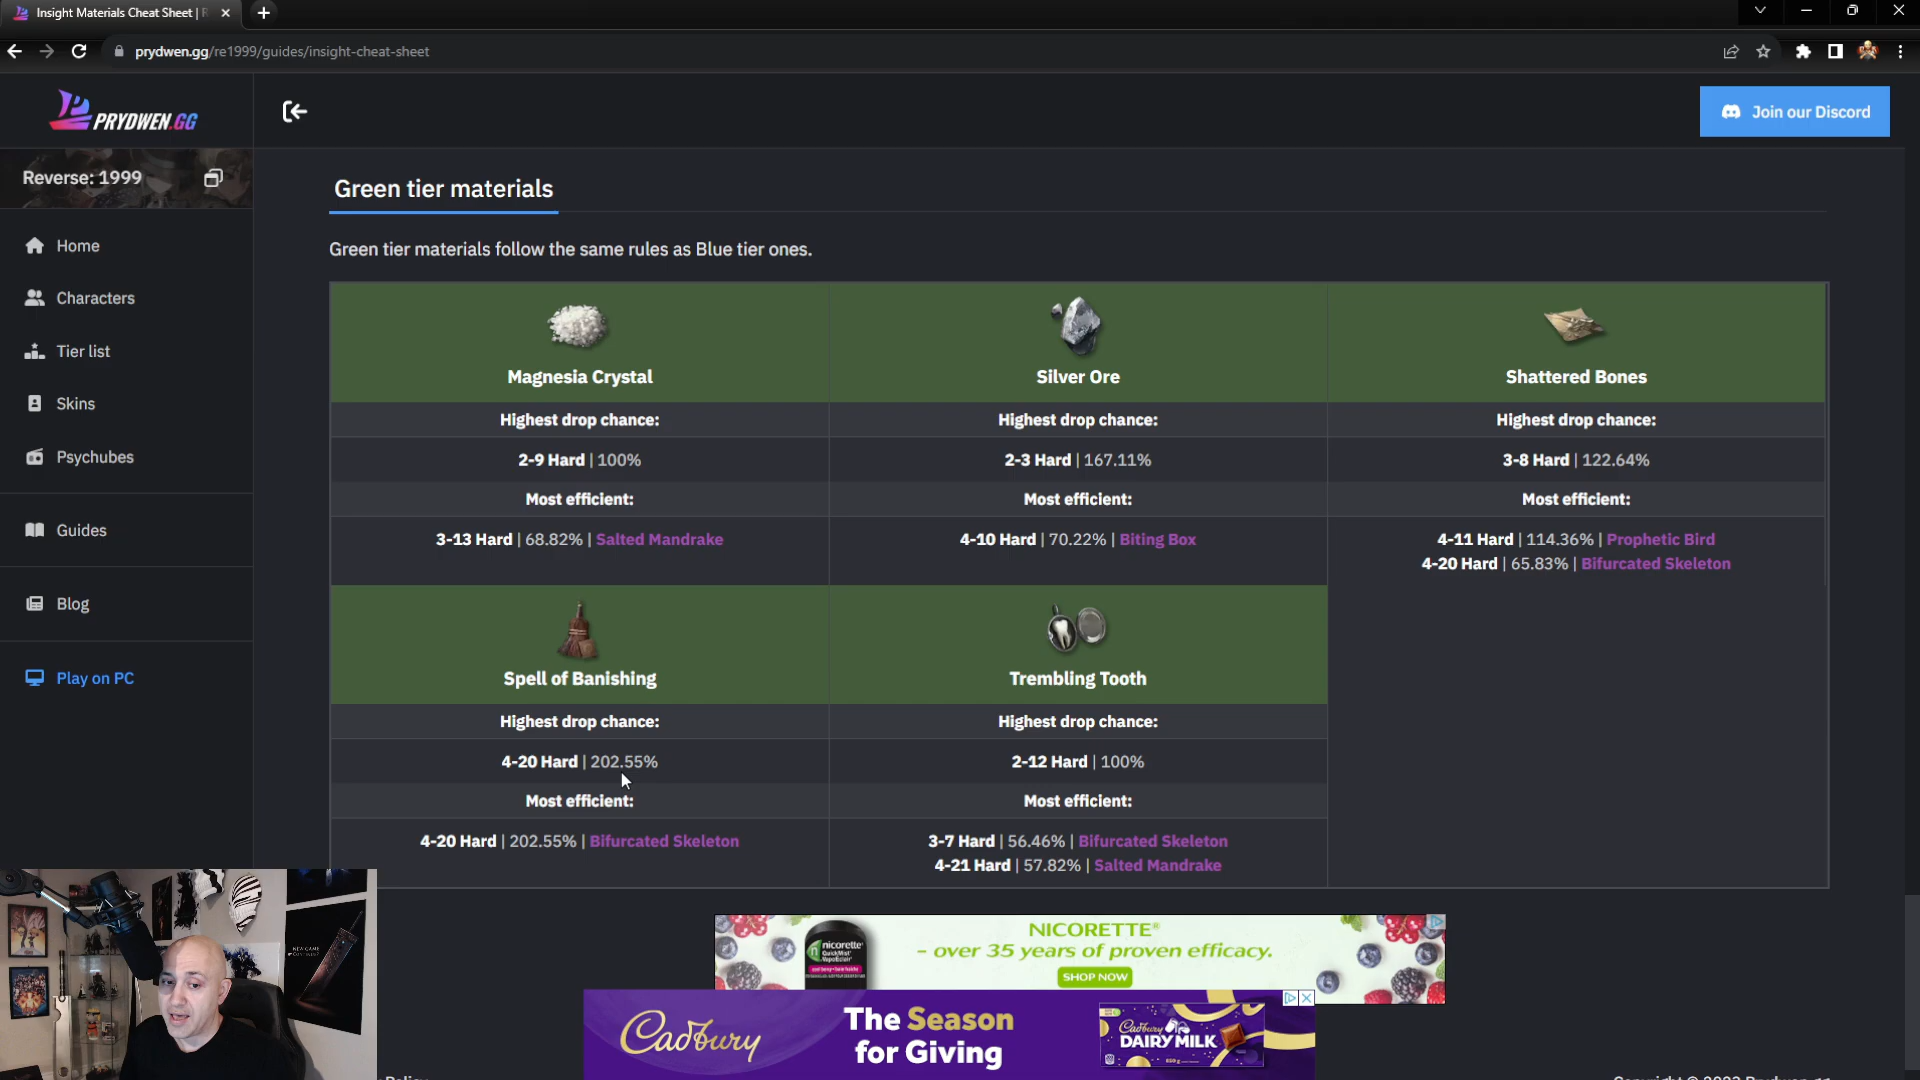 Insight Materials Cheat Sheet | R
prydwen.gg/re1999/guides/insight-cheat-sheet
PRYDWEN.GG
Join our Discord
Reverse: 1999
Home
Characters
Tier list
Skins
Psychubes
Guides
Blog
Play on PC
Green tier materials
Green tier materials follow the same rules as Blue tier ones.
Magnesia Crystal
Highest drop chance:
2-9 Hard | 100%
Most efficient:
3-13 Hard | 68.82% | Salted Mandrake
Silver Ore
Highest drop chance:
2-3 Hard | 167.11%
Most efficient:
4-10 Hard | 70.22% | Biting Box
Shattered Bones
Highest drop chance:
3-8 Hard | 122.64%
Most efficient:
4-11 Hard | 114.36% | Prophetic Bird
4-20 Hard | 65.83% | Bifurcated Skeleton
Spell of Banishing
Highest drop chance:
4-20 Hard | 202.55%
Most efficient:
4-20 Hard | 202.55% | Bifurcated Skeleton
Trembling Tooth
Highest drop chance:
2-12 Hard | 100%
Most efficient:
3-7 Hard | 56.46% | Bifurcated Skeleton
4-21 Hard | 57.82% | Salted Mandrake
NICORETTE®
- over 35 years of proven efficacy.
SHOP NOW
nicorette
QuickMist
Cadbury
The Season
for Giving
Cadbury
DAIRY MILK
NEW GAME